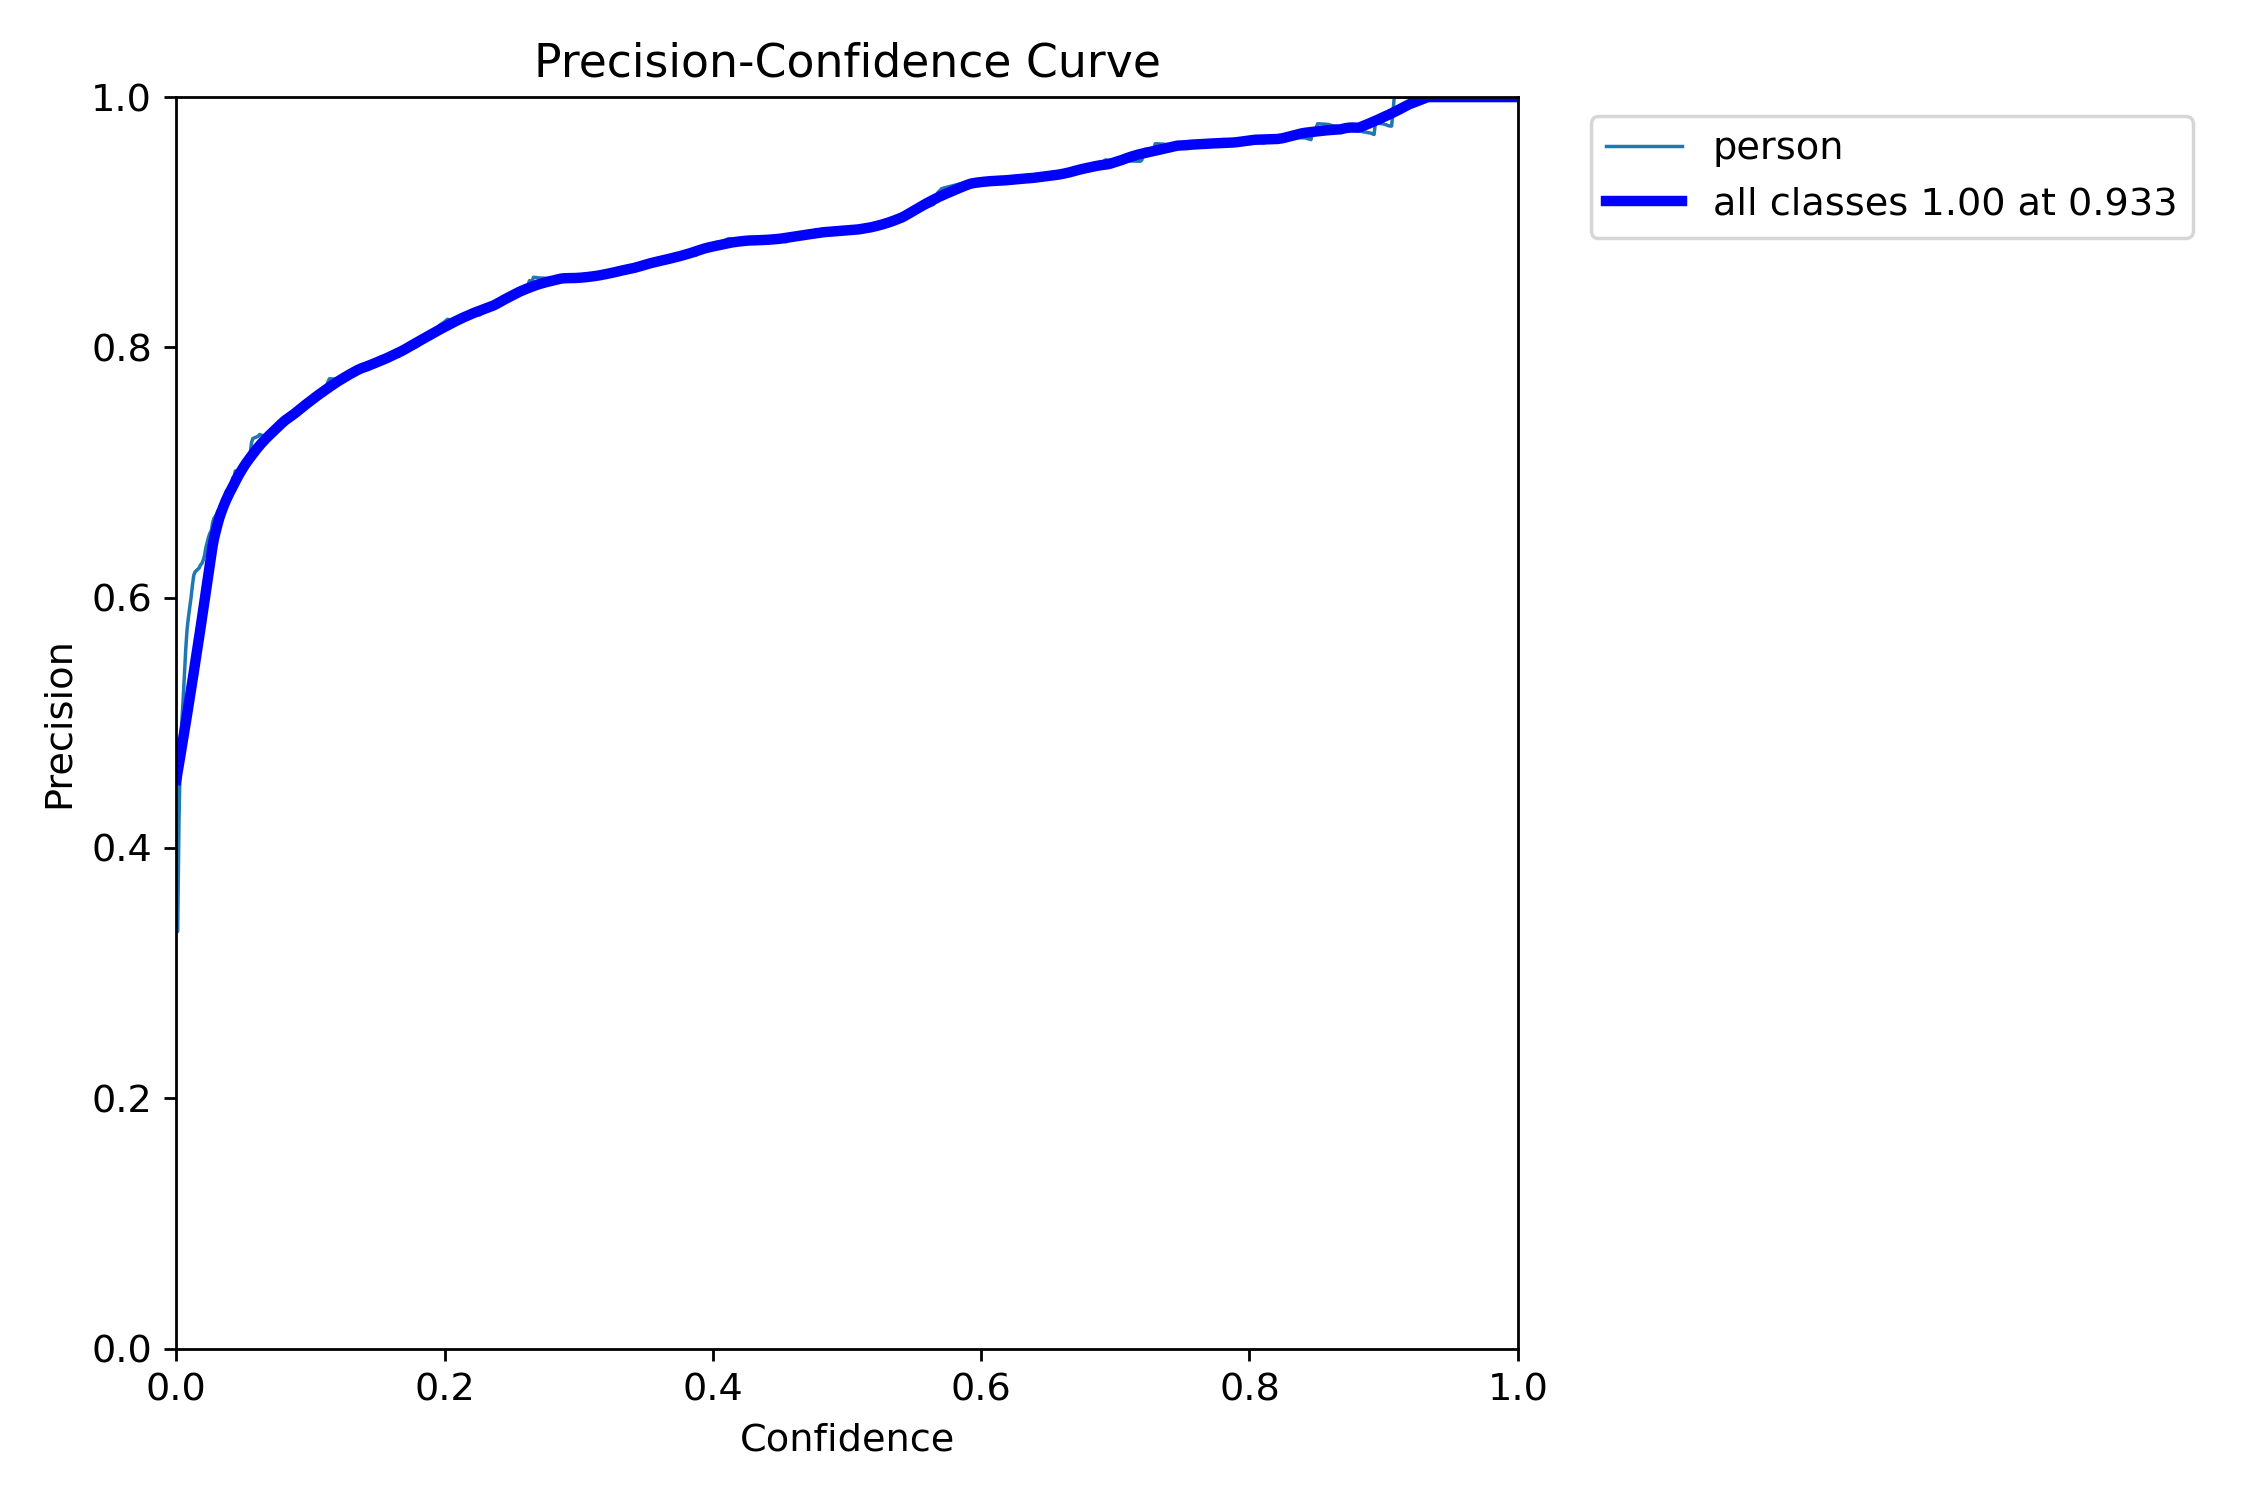 Precision-Confidence Curve
1.0
0.8
0.6
0.4
0.2
0.0
Precision
0.0 0.2 0.4 0.6 0.8 1.0
Confidence
person
all classes 1.00 at 0.933